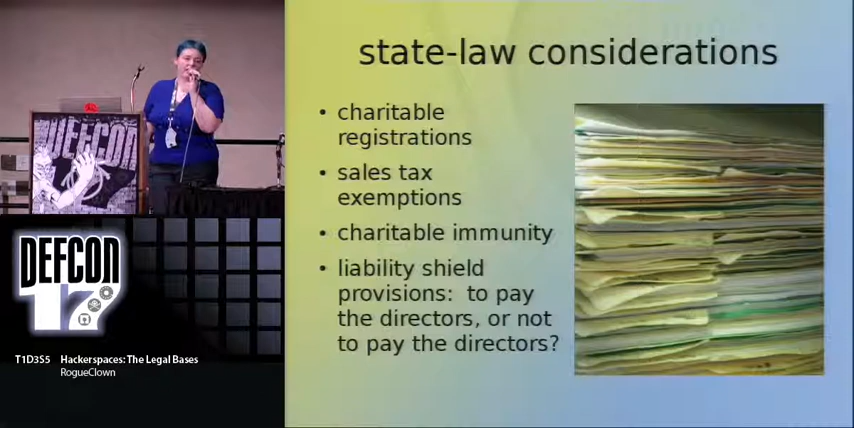 state-law considerations
• charitable
registrations
• sales tax
exemptions
• charitable immunity
• liability shield
provisions: to pay
the directors, or not
to pay the directors?
DEFCON
DEFCON
17
T1D3S5 Hackerspaces: The Legal Bases
RogueClown